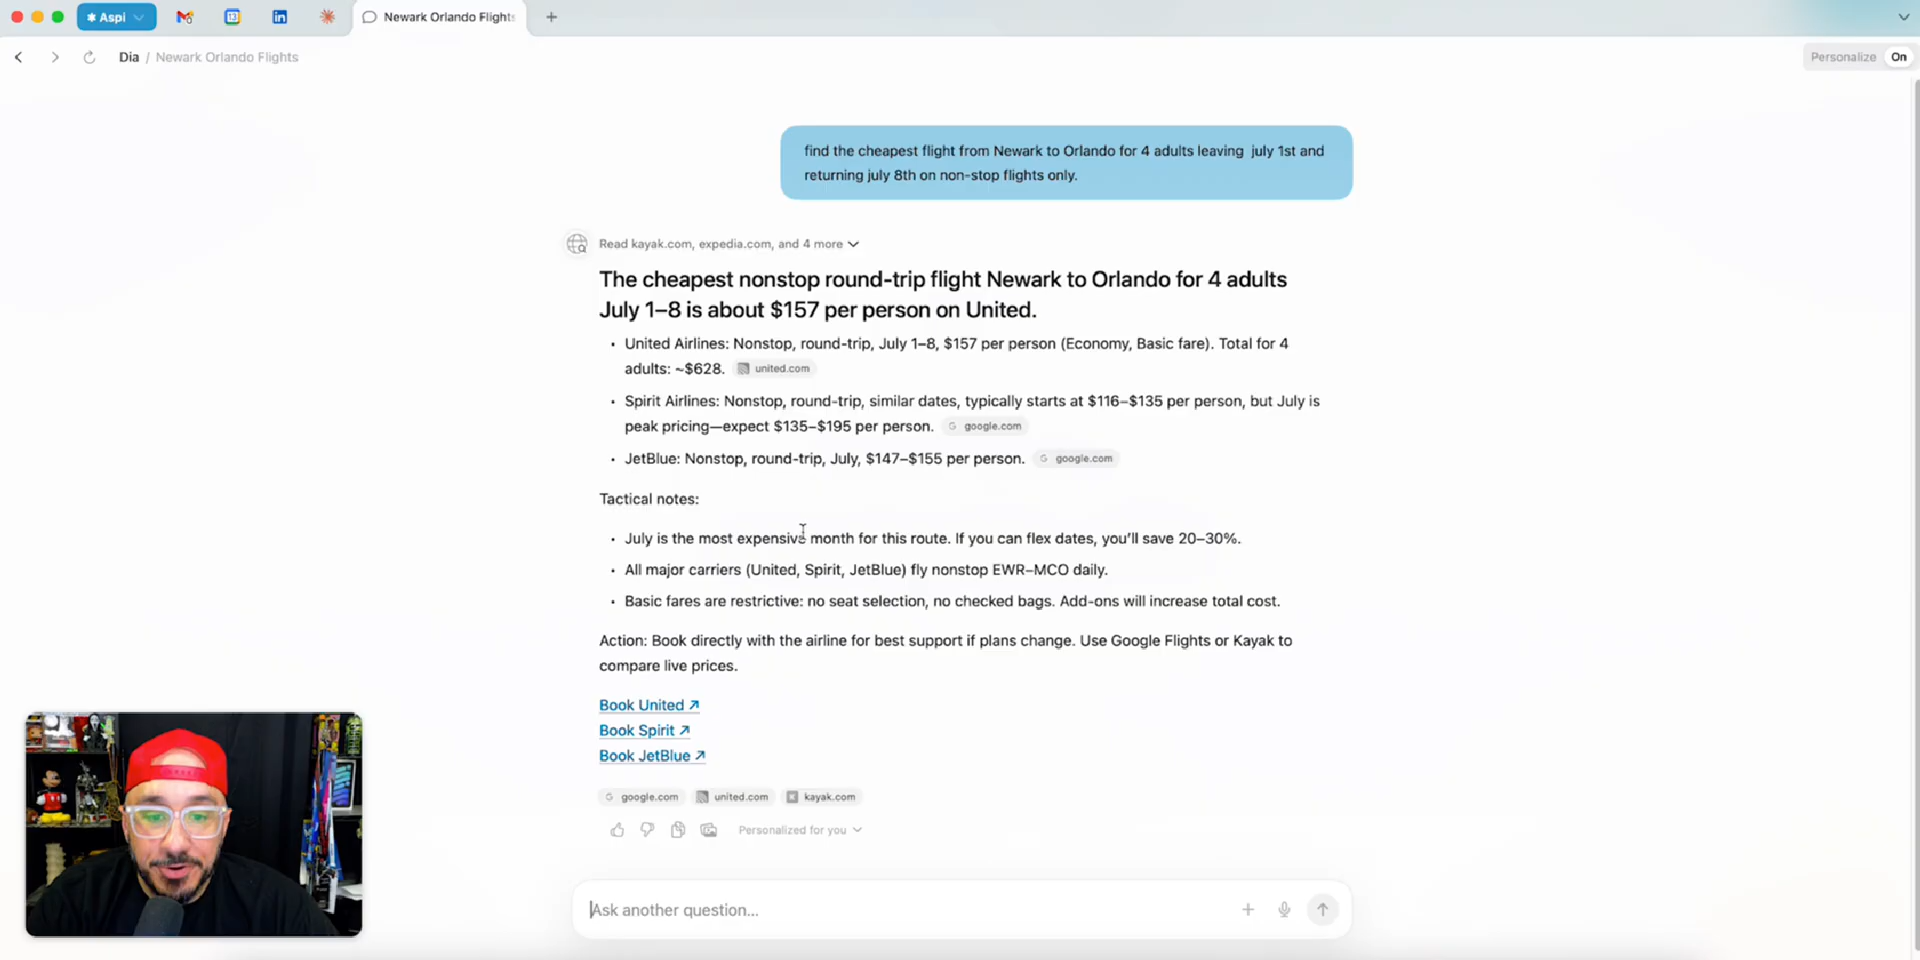 Aspi
Newark Orlando Flights
Dia / Newark Orlando Flights
Personalize On
find the cheapest flight from Newark to Orlando for 4 adults leaving july 1st and
returning july 8th on non-stop flights only.
Read kayak.com, expedia.com, and 4 more
The cheapest nonstop round-trip flight Newark to Orlando for 4 adults
July 1–8 is about $157 per person on United.
• United Airlines: Nonstop, round-trip, July 1–8, $157 per person (Economy, Basic fare). Total for 4
adults: ~$628. united.com
• Spirit Airlines: Nonstop, round-trip, similar dates, typically starts at $116–$135 per person, but July is
peak pricing—expect $135–$195 per person. google.com
• JetBlue: Nonstop, round-trip, July, $147–$155 per person. google.com
Tactical notes:
• July is the most expensive month for this route. If you can flex dates, you'll save 20–30%.
• All major carriers (United, Spirit, JetBlue) fly nonstop EWR–MCO daily.
• Basic fares are restrictive: no seat selection, no checked bags. Add-ons will increase total cost.
Action: Book directly with the airline for best support if plans change. Use Google Flights or Kayak to
compare live prices.
Book United ↗
Book Spirit ↗
Book JetBlue ↗
google.com united.com kayak.com
Personalized for you
Ask another question...